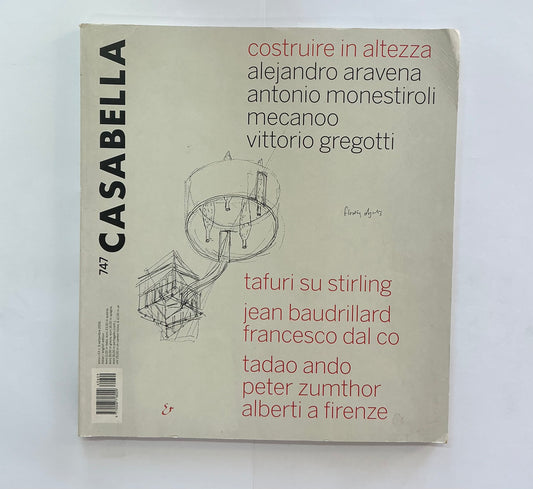 costruire in altezza
alejandro aravena
antonio monestiroli
mecanoo
vittorio gregotti
747 CASABELLA
tafuri su stirling
jean baudrillard
francesco dal co
tadao ando
peter zumthor
alberti a firenze